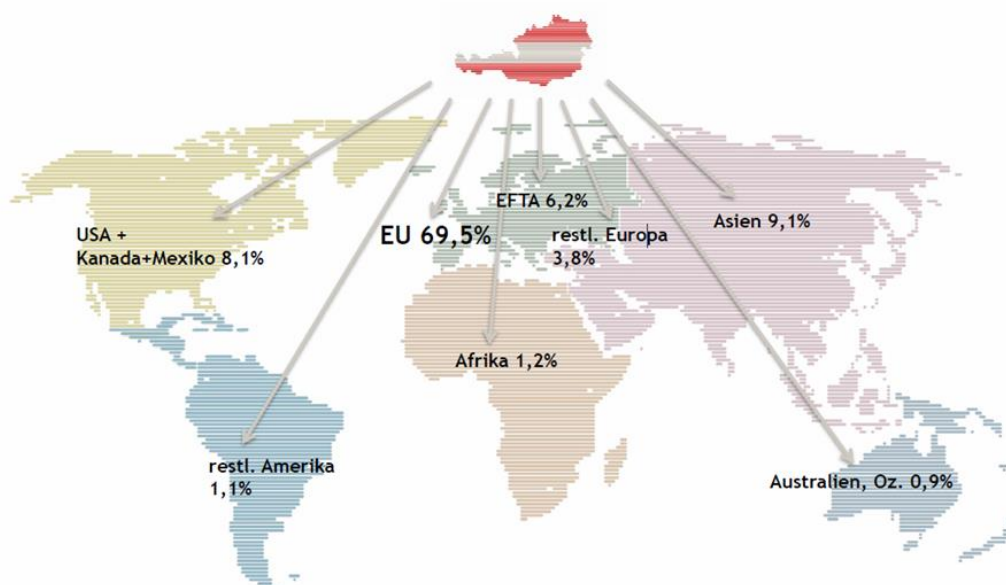 EFTA 6,2%
EU 69,5%
restl. Europa
3,8%
Asien 9,1%
USA +
Kanada+Mexiko 8,1%
Afrika 1,2%
restl. Amerika
1,1%
Australien, Oz. 0,9%